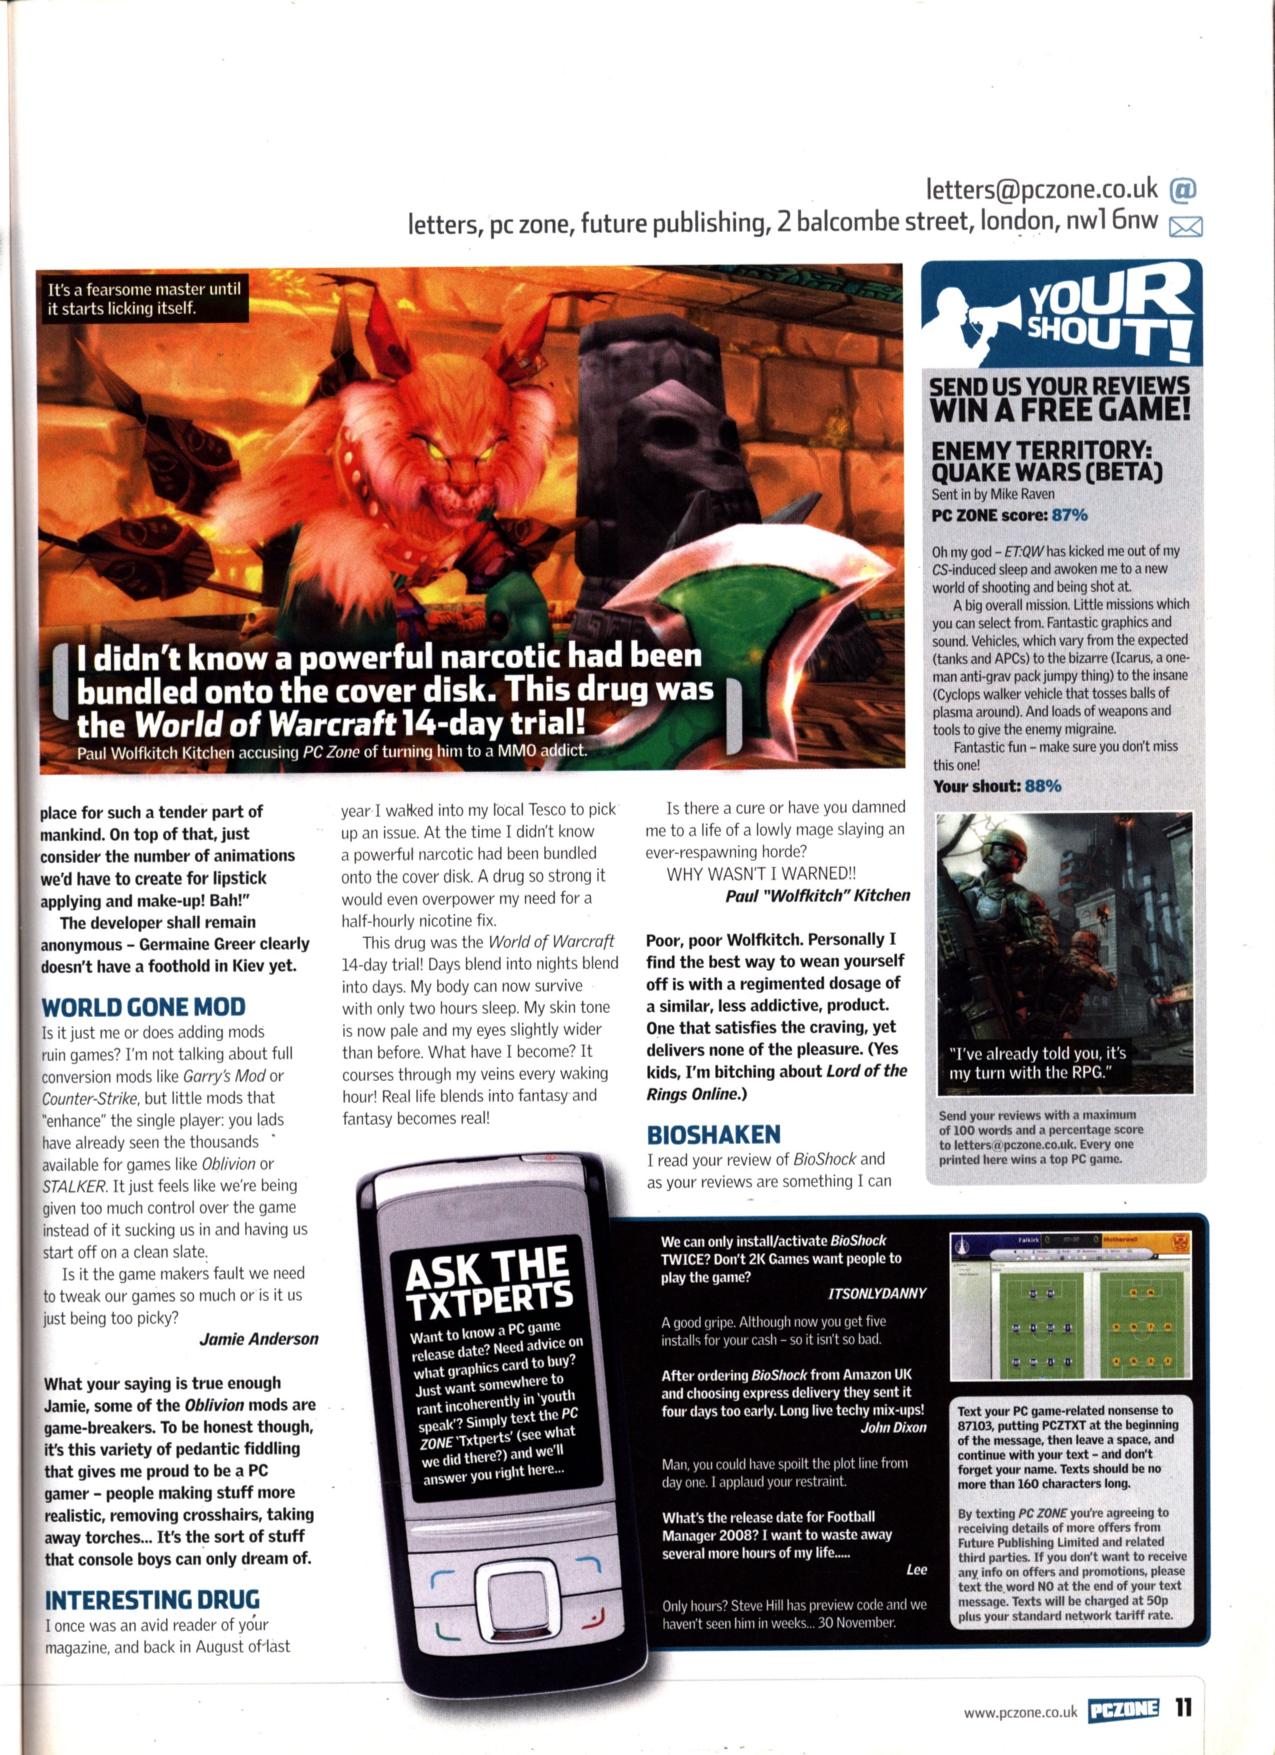 letters@pczone.co.uk @
letters, pc zone, future publishing, 2 balcombe street, london, nw1 6nw
It's a fearsome master until
it starts licking itself.
I didn't know a powerful narcotic had been
bundled onto the cover disk. This drug was
the World of Warcraft 14-day trial!
Paul Wolfkitch Kitchen accusing PC Zone of turning him to a MMO addict.
place for such a tender part of
mankind. On top of that, just
consider the number of animations
we'd have to create for lipstick
applying and make-up! Bah!"
The developer shall remain
anonymous – Germaine Greer clearly
doesn't have a foothold in Kiev yet.
WORLD GONE MOD
Is it just me or does adding mods
ruin games? I'm not talking about full
conversion mods like Garry's Mod or
Counter-Strike, but little mods that
"enhance" the single player: you lads
have already seen the thousands
available for games like Oblivion or
STALKER. It just feels like we're being
given too much control over the game
instead of it sucking us in and having us
start off on a clean slate.
Is it the game makers fault we need
to tweak our games so much or is it us
just being too picky?
Jamie Anderson
What your saying is true enough
Jamie, some of the Oblivion mods are
game-breakers. To be honest though,
it's this variety of pedantic fiddling
that gives me proud to be a PC
gamer – people making stuff more
realistic, removing crosshairs, taking
away torches... It's the sort of stuff
that console boys can only dream of.
INTERESTING DRUG
I once was an avid reader of your
magazine, and back in August of last
year I walked into my local Tesco to pick
up an issue. At the time I didn't know
a powerful narcotic had been bundled
onto the cover disk. A drug so strong it
would even overpower my need for a
half-hourly nicotine fix.
This drug was the World of Warcraft
14-day trial! Days blend into nights blend
into days. My body can now survive
with only two hours sleep. My skin tone
is now pale and my eyes slightly wider
than before. What have I become? It
courses through my veins every waking
hour! Real life blends into fantasy and
fantasy becomes real!
Is there a cure or have you damned
me to a life of a lowly mage slaying an
ever-respawning horde?
WHY WASN'T I WARNED!!
Paul "Wolfkitch" Kitchen
Poor, poor Wolfkitch. Personally I
find the best way to wean yourself
off is with a regimented dosage of
a similar, less addictive, product.
One that satisfies the craving, yet
delivers none of the pleasure. (Yes
kids, I'm bitching about Lord of the
Rings Online.)
BIOSHAKEN
I read your review of BioShock and
as your reviews are something I can
YOUR
SHOUT!
SEND US YOUR REVIEWS
WIN A FREE GAME!
ENEMY TERRITORY:
QUAKE WARS (BETA)
Sent in by Mike Raven
PC ZONE score: 87%
Oh my god – ET:QW has kicked me out of my
CS-induced sleep and awoken me to a new
world of shooting and being shot at.
A big overall mission. Little missions which
you can select from. Fantastic graphics and
sound. Vehicles, which vary from the expected
(tanks and APCs) to the bizarre (Icarus, a one-
man anti-grav pack jumpy thing) to the insane
(Cyclops walker vehicle that tosses balls of
plasma around). And loads of weapons and
tools to give the enemy migraine.
Fantastic fun – make sure you don't miss
this one!
Your shout: 88%
"I've already told you, it's
my turn with the RPG."
Send your reviews with a maximum
of 100 words and a percentage score
to letters@pczone.co.uk. Every one
printed here wins a top PC game.
ASK THE
TXTPERTS
Want to know a PC game
release date? Need advice on
what graphics card to buy?
Just want somewhere to
rant incoherently in 'youth
speak'? Simply text the PC
ZONE 'Txtperts' (see what
we did there?) and we'll
answer you right here...
We can only install/activate BioShock
TWICE? Don't 2K Games want people to
play the game?
ITSONLYDANNY
A good gripe. Although now you get five
installs for your cash – so it isn't so bad.
After ordering BioShock from Amazon UK
and choosing express delivery they sent it
four days too early. Long live techy mix-ups!
John Dixon
Man, you could have spoilt the plot line from
day one. I applaud your restraint.
What's the release date for Football
Manager 2008? I want to waste away
several more hours of my life.....
Lee
Only hours? Steve Hill has preview code and we
haven't seen him in weeks... 30 November.
Falkirk 0 0 Motherwell
Text your PC game-related nonsense to
87103, putting PCZTXT at the beginning
of the message, then leave a space, and
continue with your text – and don't
forget your name. Texts should be no
more than 160 characters long.
By texting PC ZONE you're agreeing to
receiving details of more offers from
Future Publishing Limited and related
third parties. If you don't want to receive
any info on offers and promotions, please
text the word NO at the end of your text
message. Texts will be charged at 50p
plus your standard network tariff rate.
www.pczone.co.uk PCZONE 11